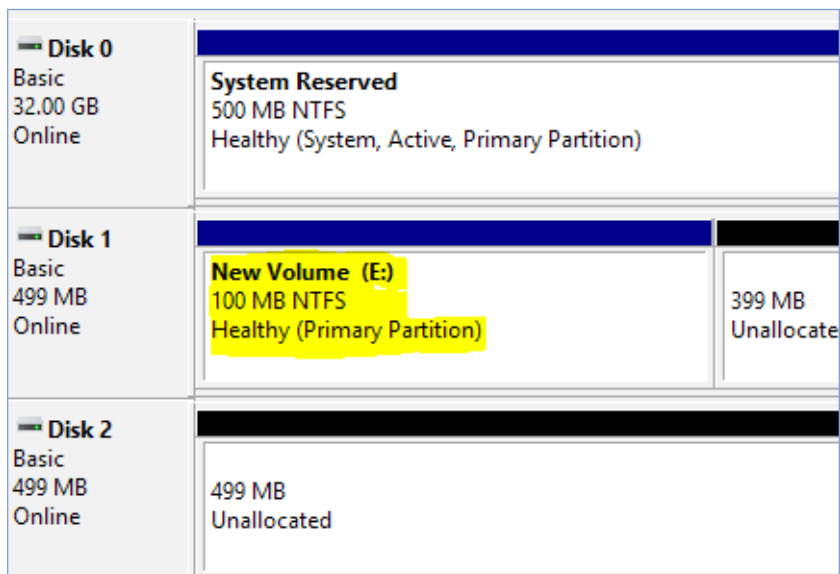 Disk 0
Basic
32.00 GB
Online
System Reserved
500 MB NTFS
Healthy (System, Active, Primary Partition)
Disk 1
Basic
499 MB
Online
New Volume (E:)
100 MB NTFS
Healthy (Primary Partition)
399 MB
Unallocate
Disk 2
Basic
499 MB
Online
499 MB
Unallocated